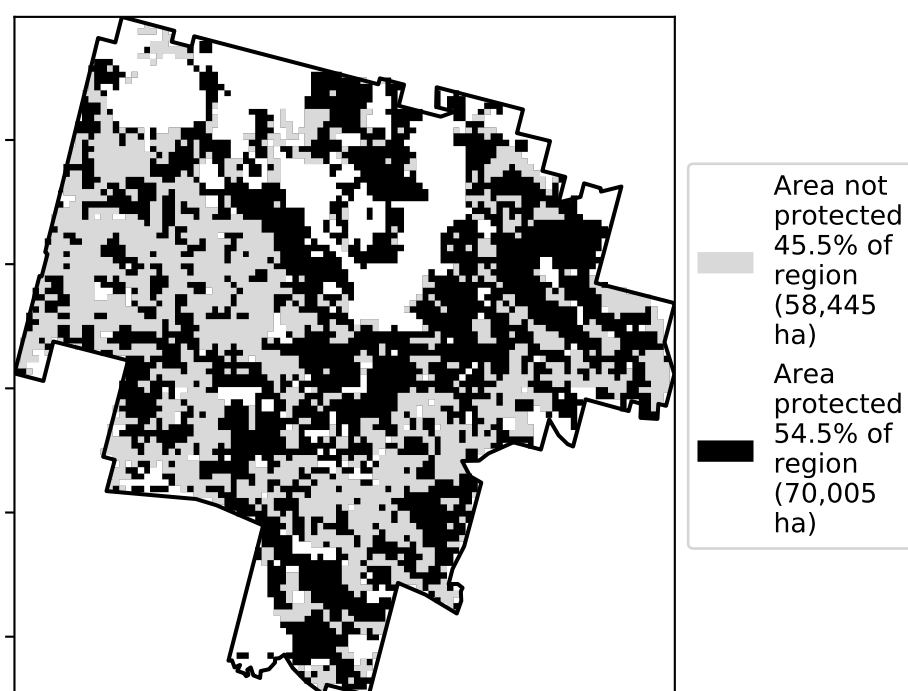 Area not
protected
45.5% of
region
(58,445
ha)
Area
protected
54.5% of
region
(70,005
ha)